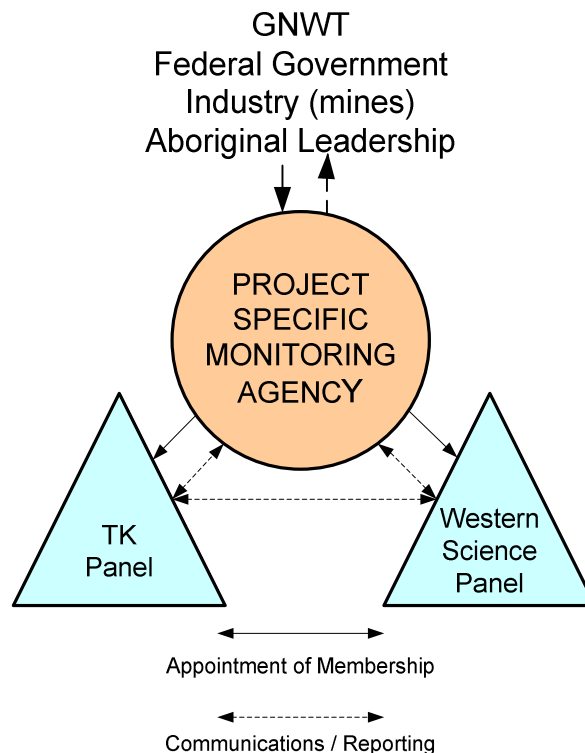 GNWT
Federal Government
Industry (mines)
Aboriginal Leadership
PROJECT
SPECIFIC
MONITORING
AGENCY
TK
Panel
Western
Science
Panel
Appointment of Membership
Communications / Reporting